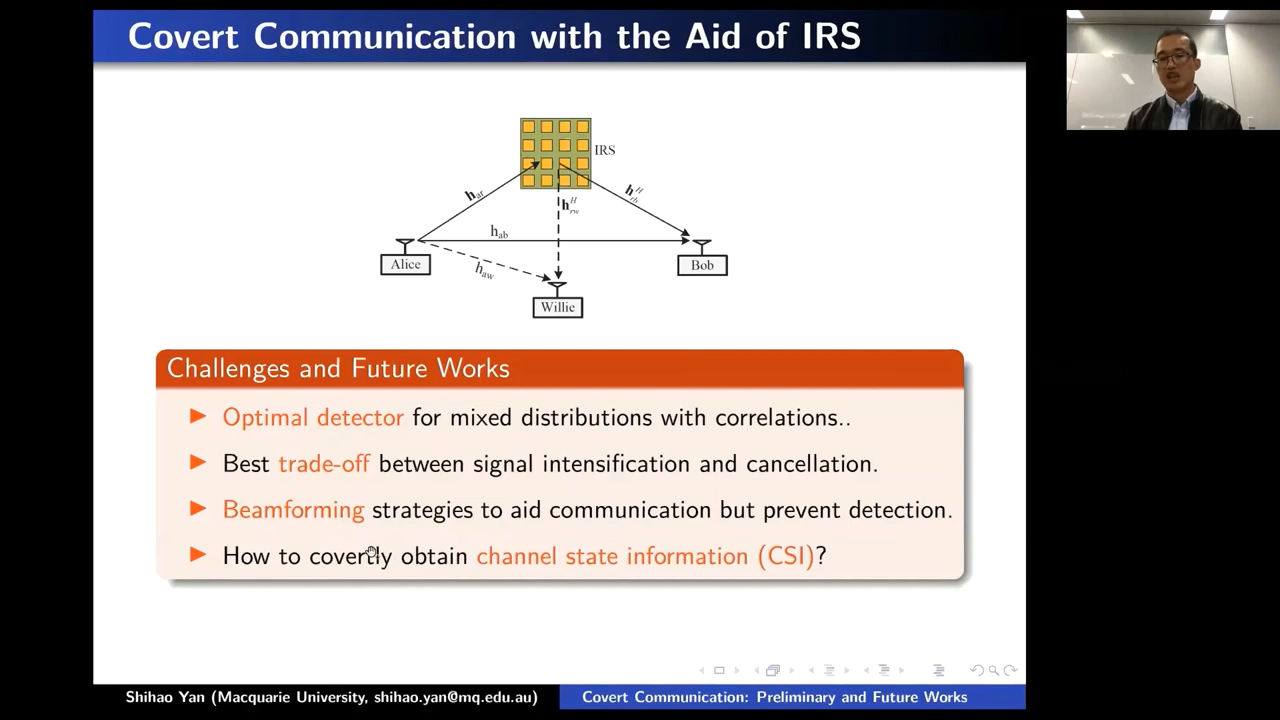 Covert Communication with the Aid of IRS
IRS
h_ar
h_rb^H
h_rw^H
h_ab
h_aw
Alice
Bob
Willie
Challenges and Future Works
Optimal detector for mixed distributions with correlations..
Best trade-off between signal intensification and cancellation.
Beamforming strategies to aid communication but prevent detection.
How to covertly obtain channel state information (CSI)?
Shihao Yan (Macquarie University, shihao.yan@mq.edu.au)
Covert Communication: Preliminary and Future Works